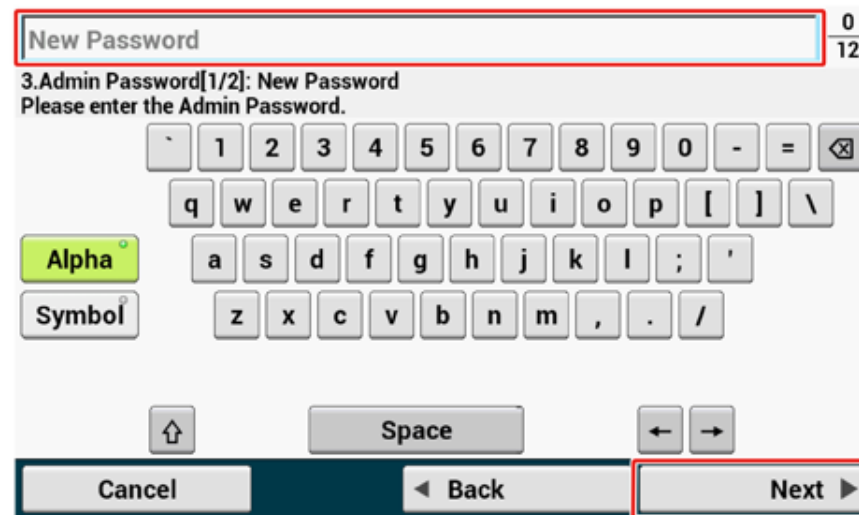 New Password
0
12
3.Admin Password[1/2]: New Password
Please enter the Admin Password.
` 1 2 3 4 5 6 7 8 9 0 - =
q w e r t y u i o p [ ] \
Alpha a s d f g h j k l ; '
Symbol z x c v b n m , . /
Space ← →
Cancel ◀ Back Next ▶